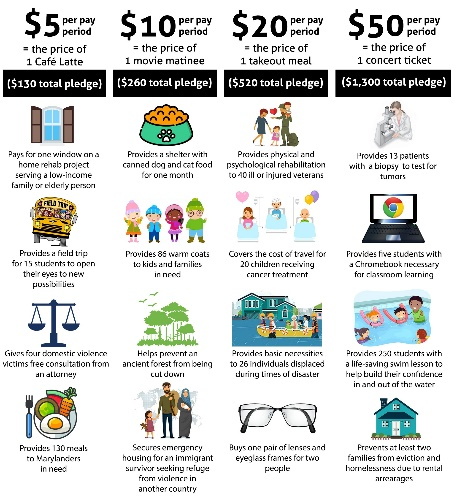 $5 per pay period
= the price of
1 Café Latte
($130 total pledge)
Pays for one window on a
home rehab project
serving a low-income
family or elderly person
FIELD TRIP
Provides a field trip
for 15 students to open
their eyes to new
possibilities
Gives four domestic violence
victims free consultation from
an attorney
Provides 130 meals
to Marylanders
in need
$10 per pay period
= the price of
1 movie matinee
($260 total pledge)
Provides a shelter with
canned dog and cat food
for one month
Provides 86 warm coats
to kids and families
in need
Helps prevent an
ancient forest from being
cut down
Secures emergency
housing for an immigrant
survivor seeking refuge
from violence in
another country
$20 per pay period
= the price of
1 takeout meal
($520 total pledge)
Provides physical and
psychological rehabilitation
to 40 ill or injured veterans
Covers the cost of travel for
20 children receiving
cancer treatment
Provides basic necessities
to 26 individuals displaced
during times of disaster
Buys one pair of lenses and
eyeglass frames for two
people
$50 per pay period
= the price of
1 concert ticket
($1,300 total pledge)
Provides 13 patients
with a biopsy to test for
tumors
Provides five students with
a Chromebook necessary
for classroom learning
Provides 250 students with
a life-saving swim lesson to
help build their confidence
in and out of the water
Prevents at least two
families from eviction and
homelessness due to rental
arrearages